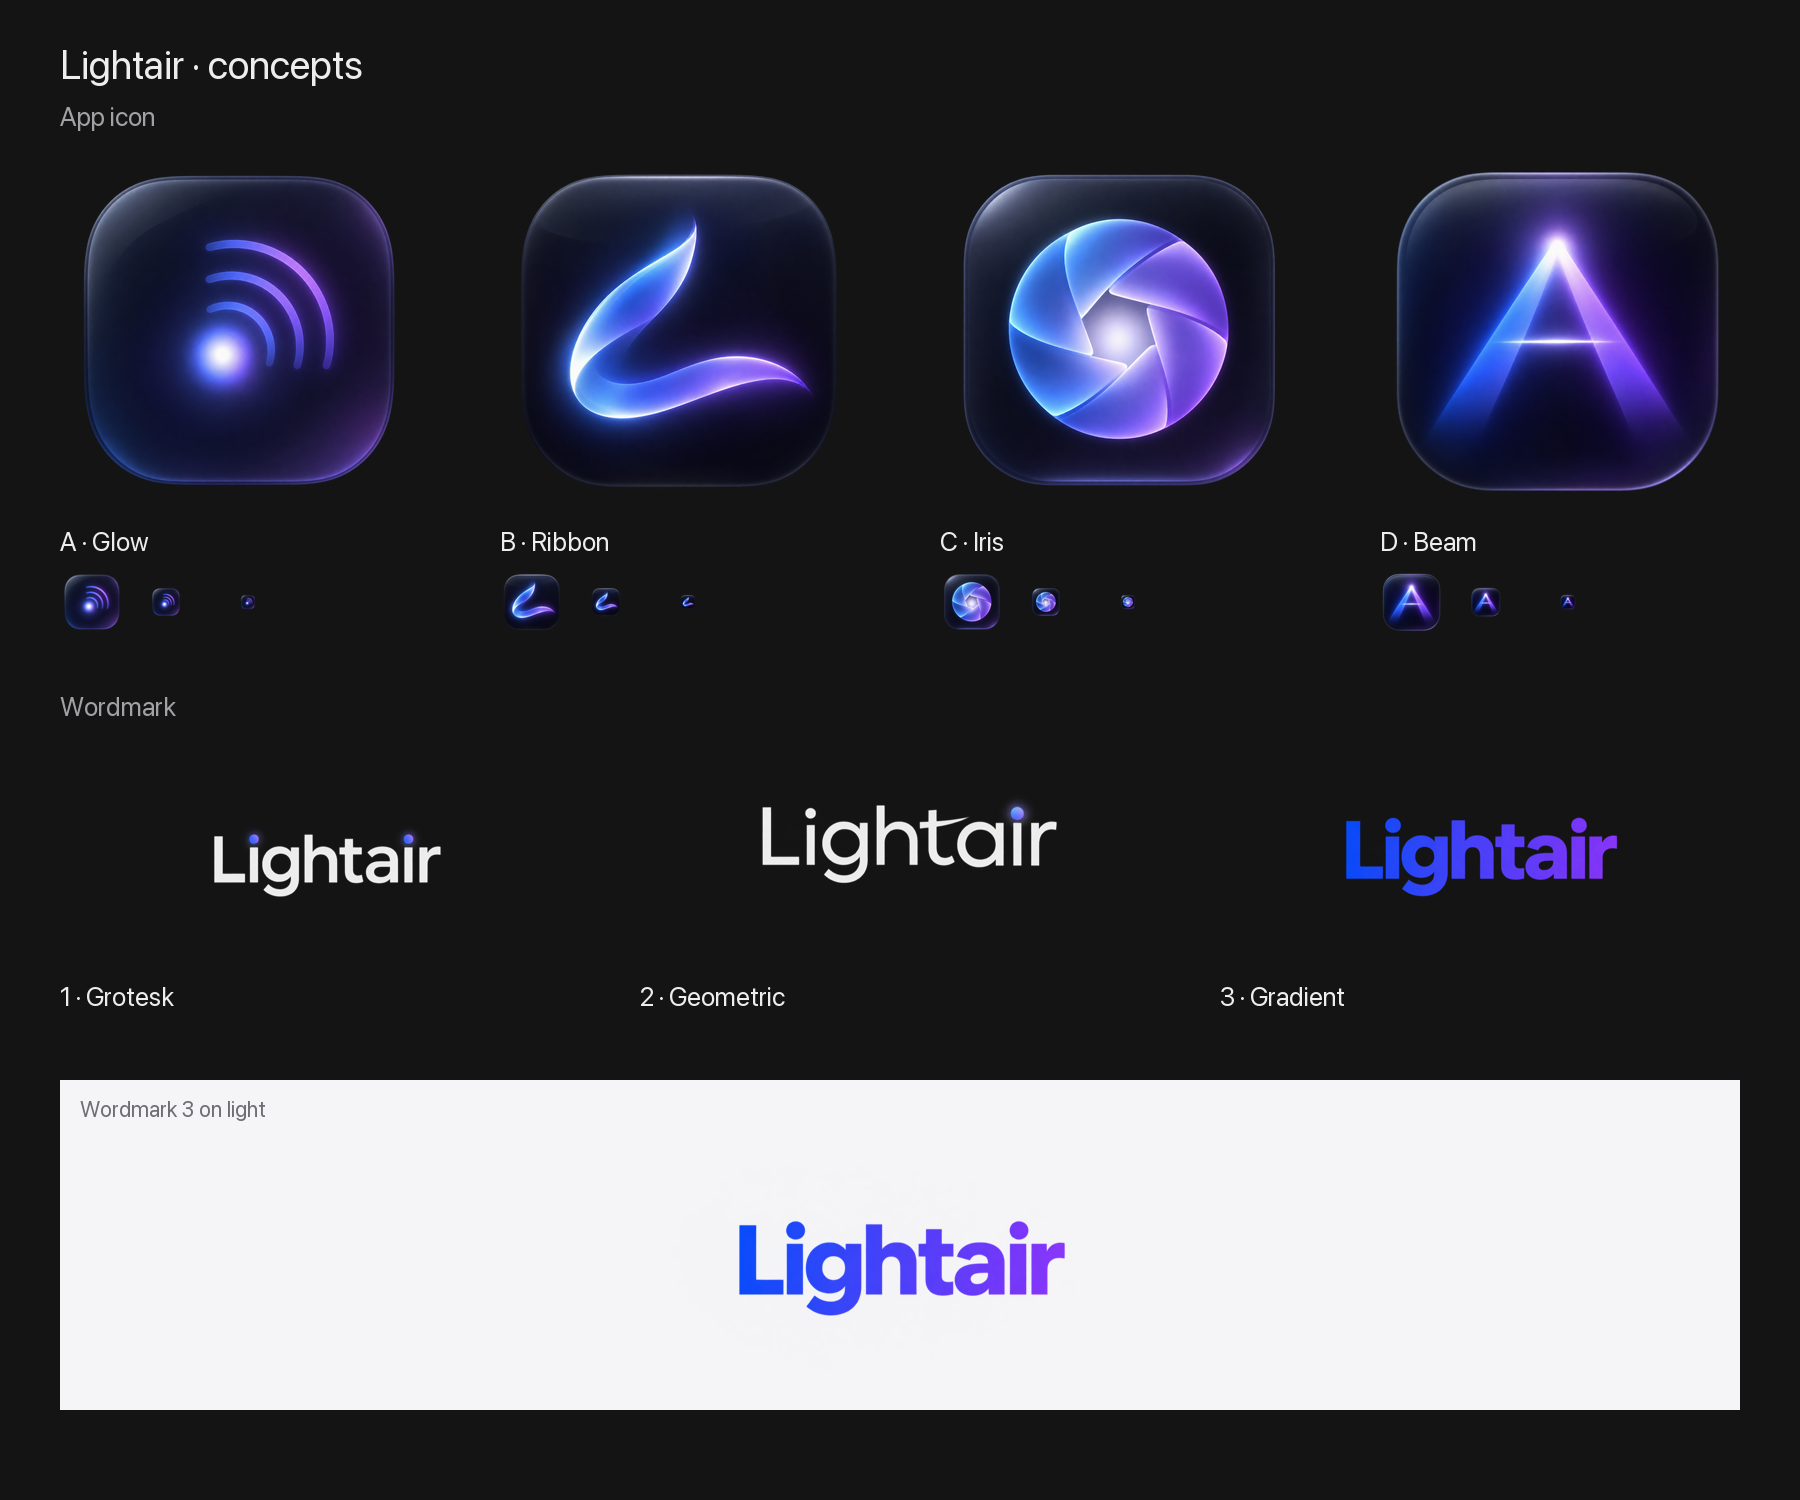 Lightair · concepts
App icon
A · Glow
B · Ribbon
C · Iris
D · Beam
Wordmark
Lightair
Lightair
Lightair
1 · Grotesk
2 · Geometric
3 · Gradient
Wordmark 3 on light
Lightair